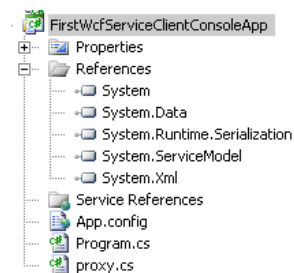 FirstWcfServiceClientConsoleApp
Properties
References
System
System.Data
System.Runtime.Serialization
System.ServiceModel
System.Xml
Service References
App.config
Program.cs
proxy.cs